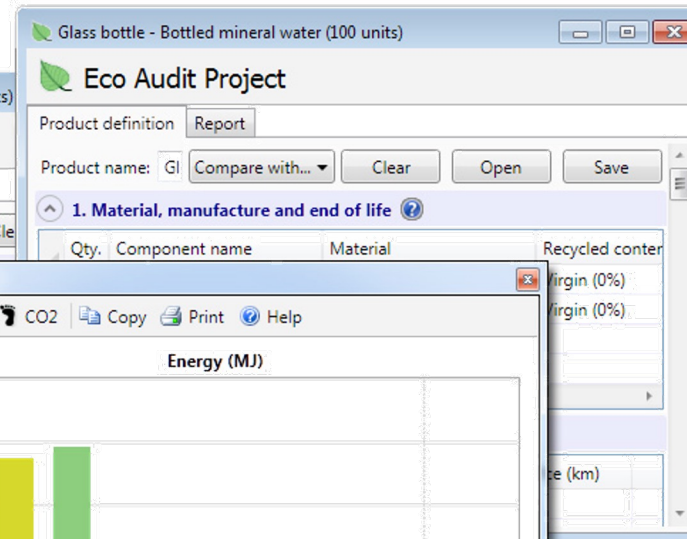 Glass bottle - Bottled mineral water (100 units)
Eco Audit Project
s)
Product definition Report
Product name: Gl Compare with... Clear Open Save
1. Material, manufacture and end of life ?
Cle
Qty. Component name Material Recycled conter
Virgin (0%)
CO2 Copy Print ? Help
Virgin (0%)
Energy (MJ)
ce (km)